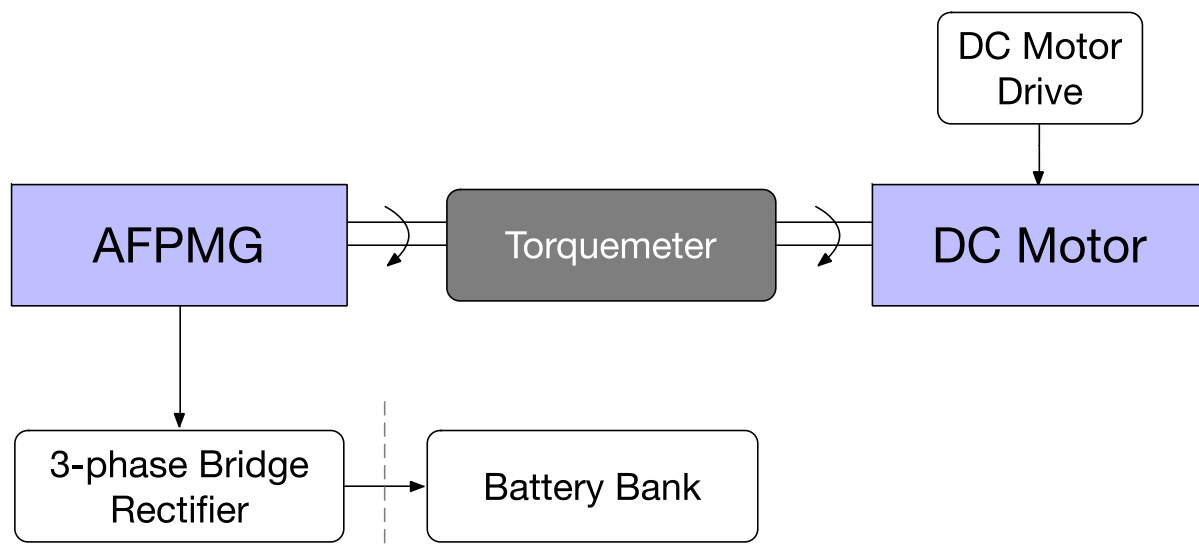 DC Motor
Drive
AFPMG
Torquemeter
DC Motor
3-phase Bridge
Rectifier
Battery Bank